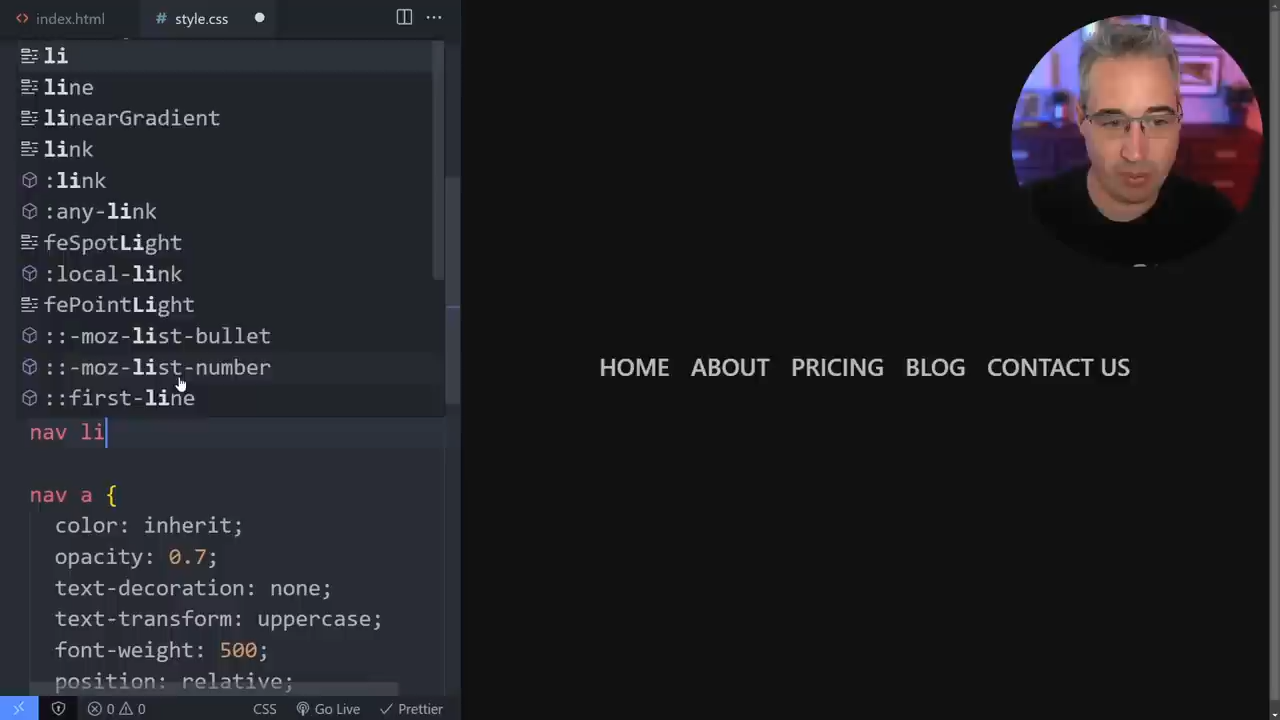 index.html
# style.css
li
line
linearGradient
link
:link
:any-link
feSpotLight
:local-link
fePointLight
::-moz-list-bullet
::-moz-list-number
::first-line
nav li
nav a {
color: inherit;
opacity: 0.7;
text-decoration: none;
text-transform: uppercase;
font-weight: 500;
position: relative;
0 0 CSS Go Live Prettier
HOME ABOUT PRICING BLOG CONTACT US